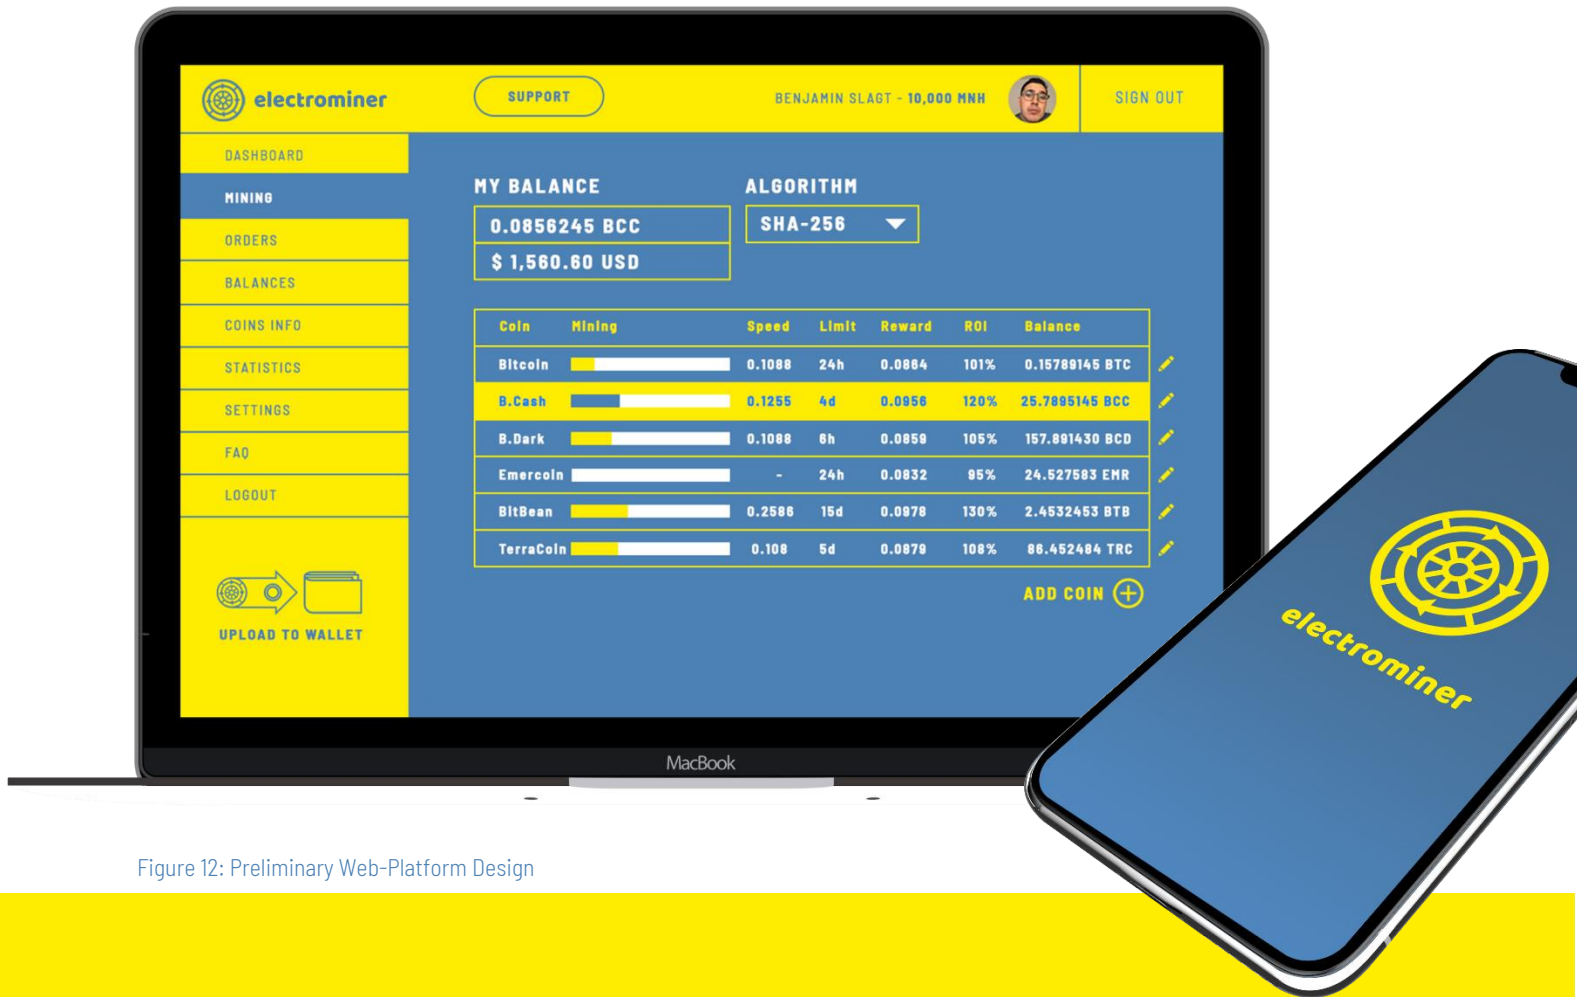 electrominer
SUPPORT
BENJAMIN SLAGT - 10,000 MNH
SIGN OUT
DASHBOARD
MINING
ORDERS
BALANCES
COINS INFO
STATISTICS
SETTINGS
FAQ
LOGOUT
UPLOAD TO WALLET
MY BALANCE
0.0856245 BCC
$ 1,560.60 USD
ALGORITHM
SHA-256
Coin Mining Speed Limit Reward ROI Balance
Bitcoin 0.1088 24h 0.0864 101% 0.15789145 BTC
B.Cash 0.1255 4d 0.0956 120% 25.7895145 BCC
B.Dark 0.1088 6h 0.0859 105% 157.891430 BCD
Emercoin - 24h 0.0832 95% 24.527583 EMR
BitBean 0.2586 15d 0.0978 130% 2.4532453 BTB
TerraCoin 0.108 5d 0.0879 108% 86.452484 TRC
ADD COIN
MacBook
electrominer
Figure 12: Preliminary Web-Platform Design